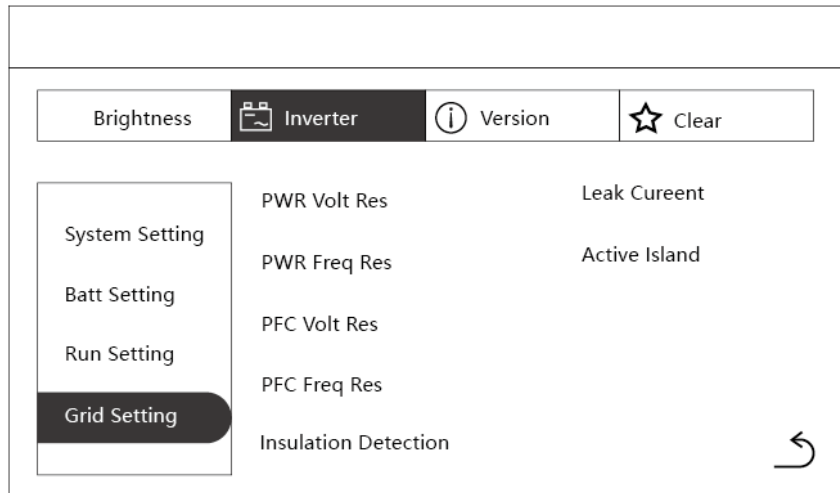 Brightness
Inverter
Version
Clear
System Setting
Batt Setting
Run Setting
Grid Setting
PWR Volt Res
PWR Freq Res
PFC Volt Res
PFC Freq Res
Insulation Detection
Leak Cureent
Active Island